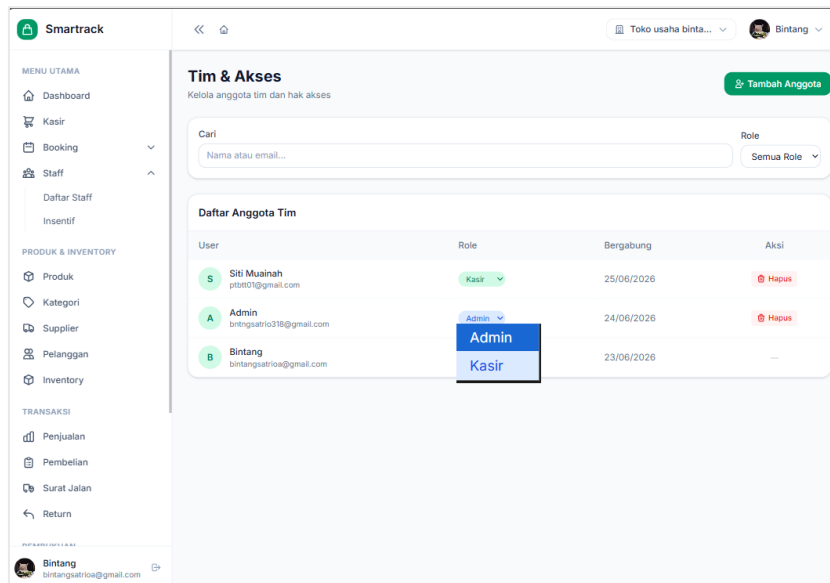 Smartrack
Toko usaha binta...
Bintang
MENU UTAMA
Dashboard
Kasir
Booking
Staff
Daftar Staff
Insentif
PRODUK & INVENTORY
Produk
Kategori
Supplier
Pelanggan
Inventory
TRANSAKSI
Penjualan
Pembelian
Surat Jalan
Return
PEMBUKUAN
Bintang
bintangsatrioa@gmail.com
Tim & Akses
Kelola anggota tim dan hak akses
Tambah Anggota
Cari
Nama atau email...
Role
Semua Role
Daftar Anggota Tim
User Role Bergabung Aksi
S Siti Muainah Kasir 25/06/2026 Hapus
ptbtt01@gmail.com
A Admin Admin 24/06/2026 Hapus
bntngsatrio318@gmail.com
Admin
Kasir
B Bintang 23/06/2026 —
bintangsatrioa@gmail.com